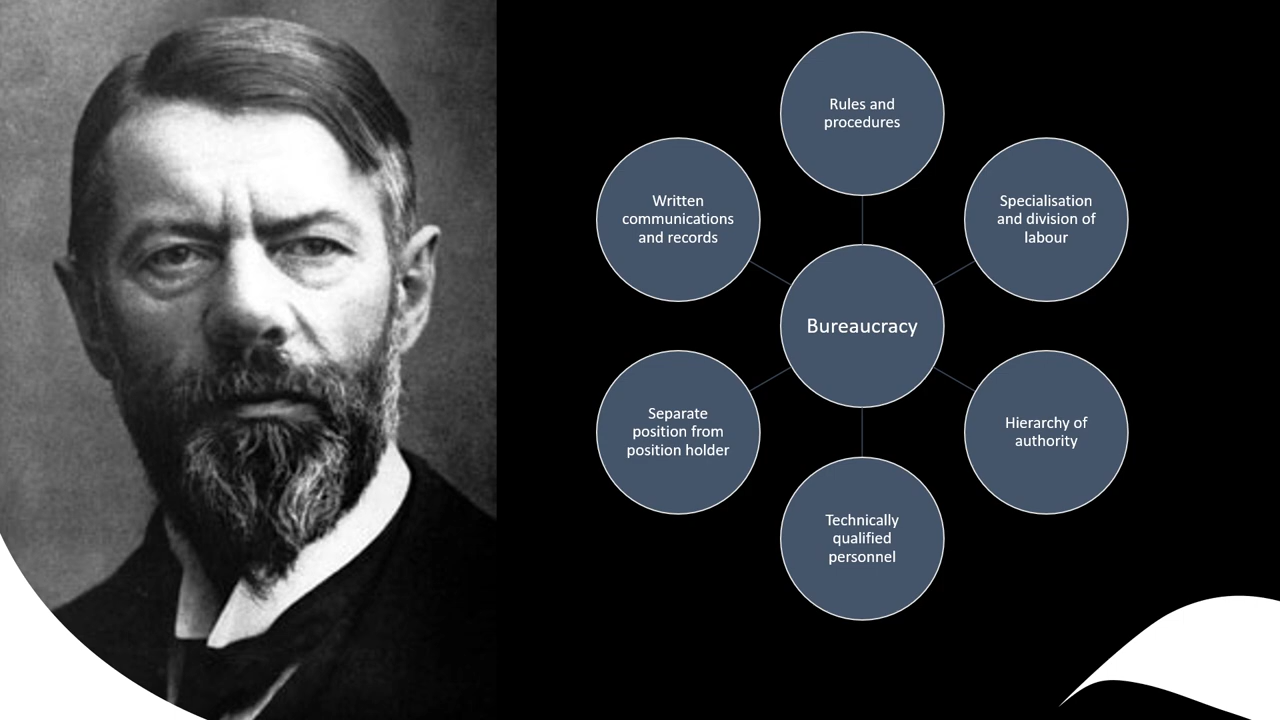 Rules and
procedures
Written
communications
and records
Specialisation
and division of
labour
Bureaucracy
Separate
position from
position holder
Hierarchy of
authority
Technically
qualified
personnel